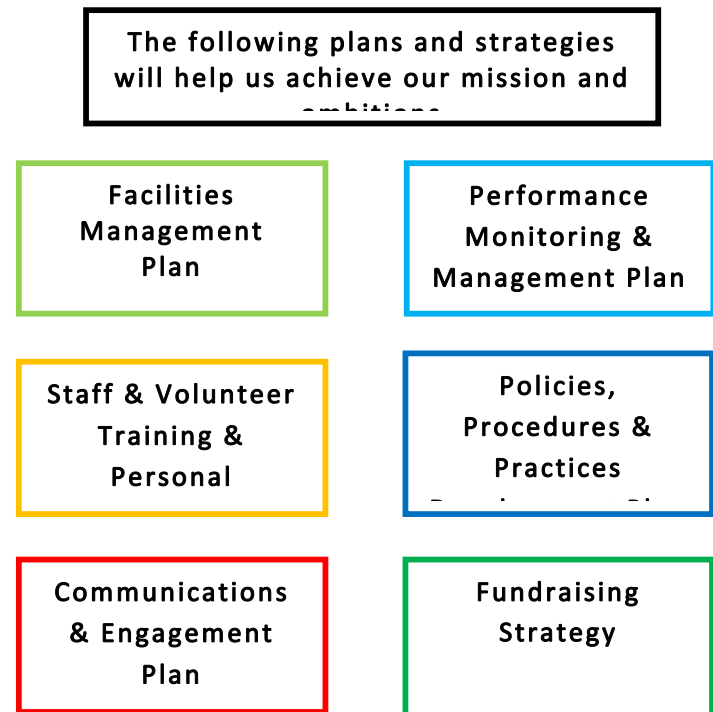 The following plans and strategies
will help us achieve our mission and
ambitions
Facilities
Management
Plan
Performance
Monitoring &
Management Plan
Staff & Volunteer
Training &
Personal
Policies,
Procedures &
Practices
Communications
& Engagement
Plan
Fundraising
Strategy